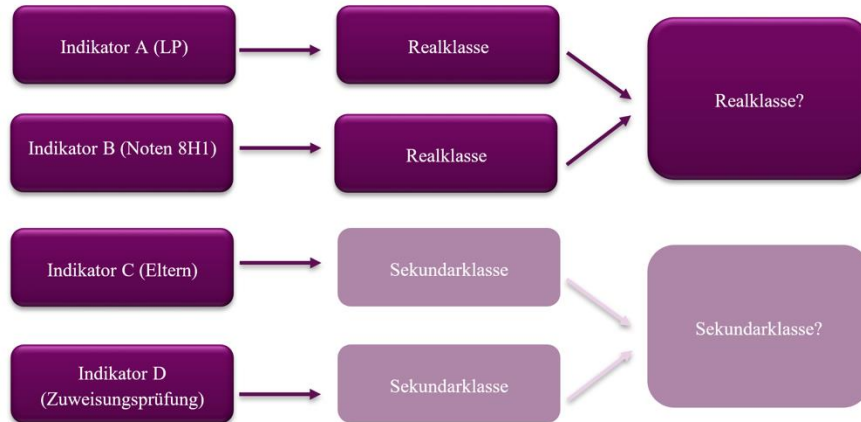 Indikator A (LP)
Realklasse
Realklasse?
Indikator B (Noten 8H1)
Realklasse
Indikator C (Eltern)
Sekundarklasse
Sekundarklasse?
Indikator D
(Zuweisungsprüfung)
Sekundarklasse